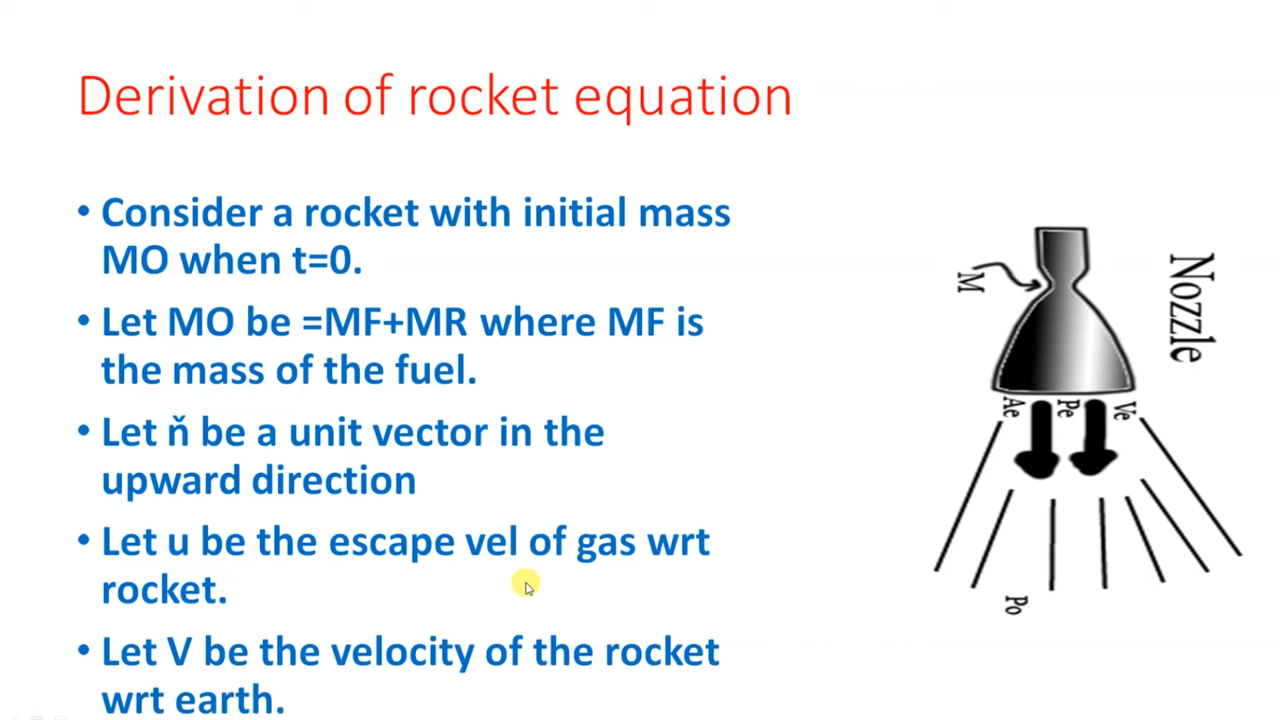 Derivation of rocket equation
• Consider a rocket with initial mass
MO when t=0.
• Let MO be =MF+MR where MF is
the mass of the fuel.
• Let ň be a unit vector in the
upward direction
• Let u be the escape vel of gas wrt
rocket.
• Let V be the velocity of the rocket
wrt earth.
M
Nozzle
Ae
Pe
Ve
Po